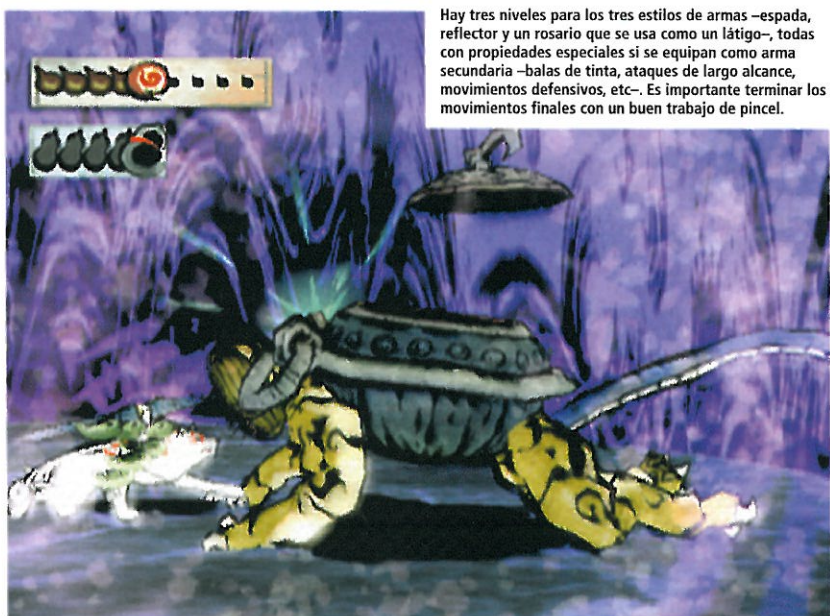 Hay tres niveles para los tres estilos de armas –espada,
reflector y un rosario que se usa como un látigo–, todas
con propiedades especiales si se equipan como arma
secundaria –balas de tinta, ataques de largo alcance,
movimientos defensivos, etc–. Es importante terminar los
movimientos finales con un buen trabajo de pincel.